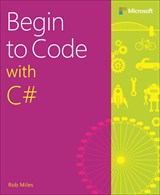 Microsoft
Begin
to Code
with
C#
Rob Miles